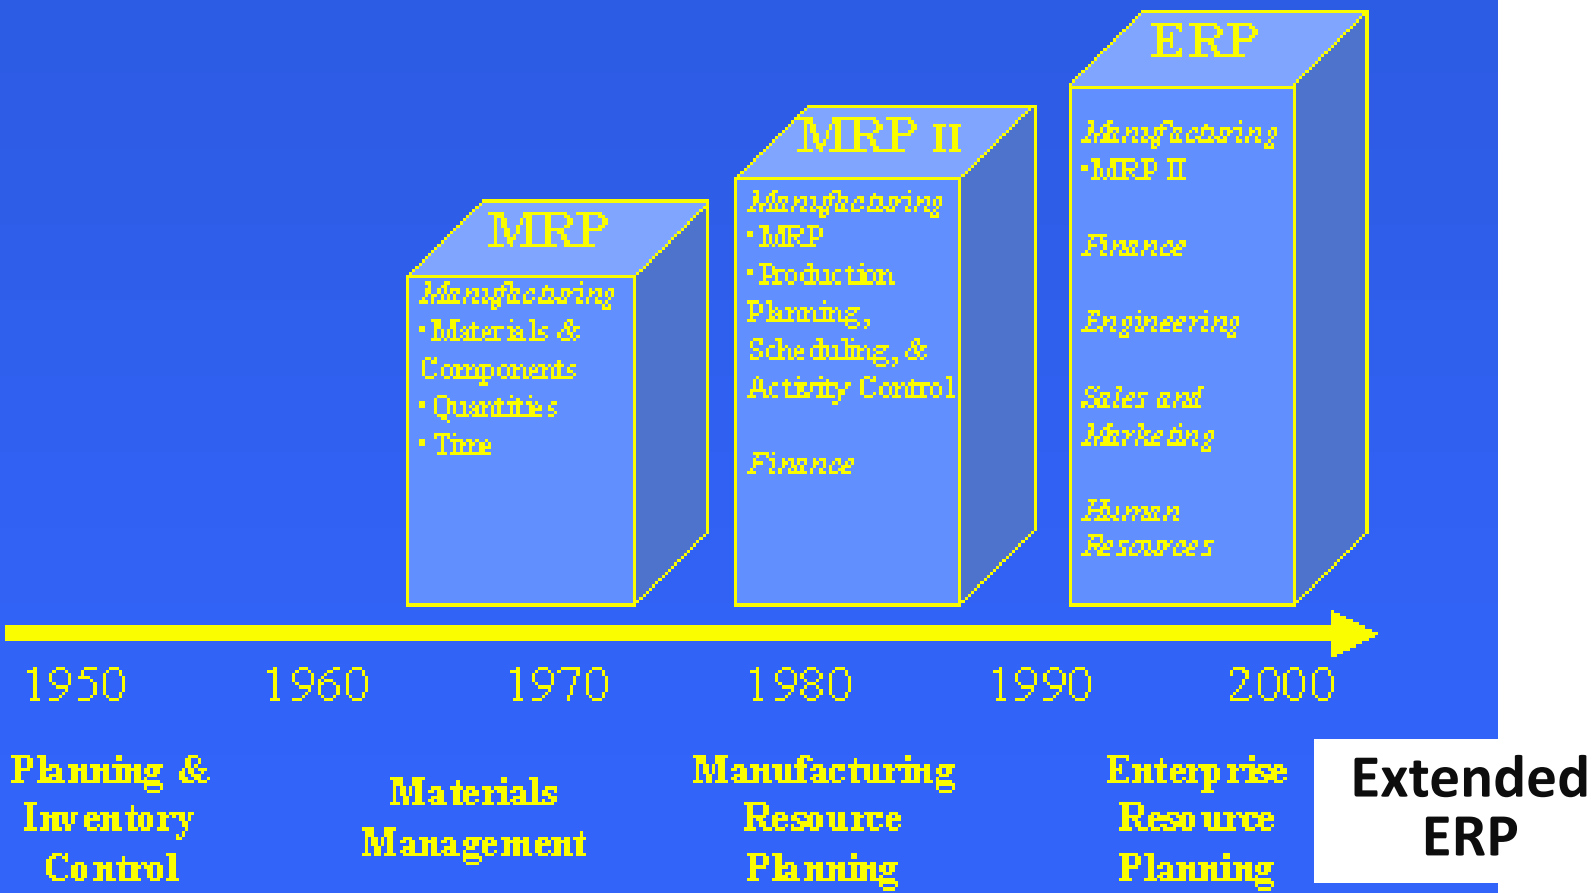 MRP
Manufacturing
·Materials &
Components
·Quantities
·Time
MRP II
Manufacturing
·MRP
·Production
Planning,
Scheduling, &
Activity Control
Finance
ERP
Manufacturing
·MRP II
Finance
Engineering
Sales and
Marketing
Human
Resources
1950 1960 1970 1980 1990 2000
Planning &
Inventory
Control
Materials
Management
Manufacturing
Resource
Planning
Enterprise
Resource
Planning
Extended
ERP